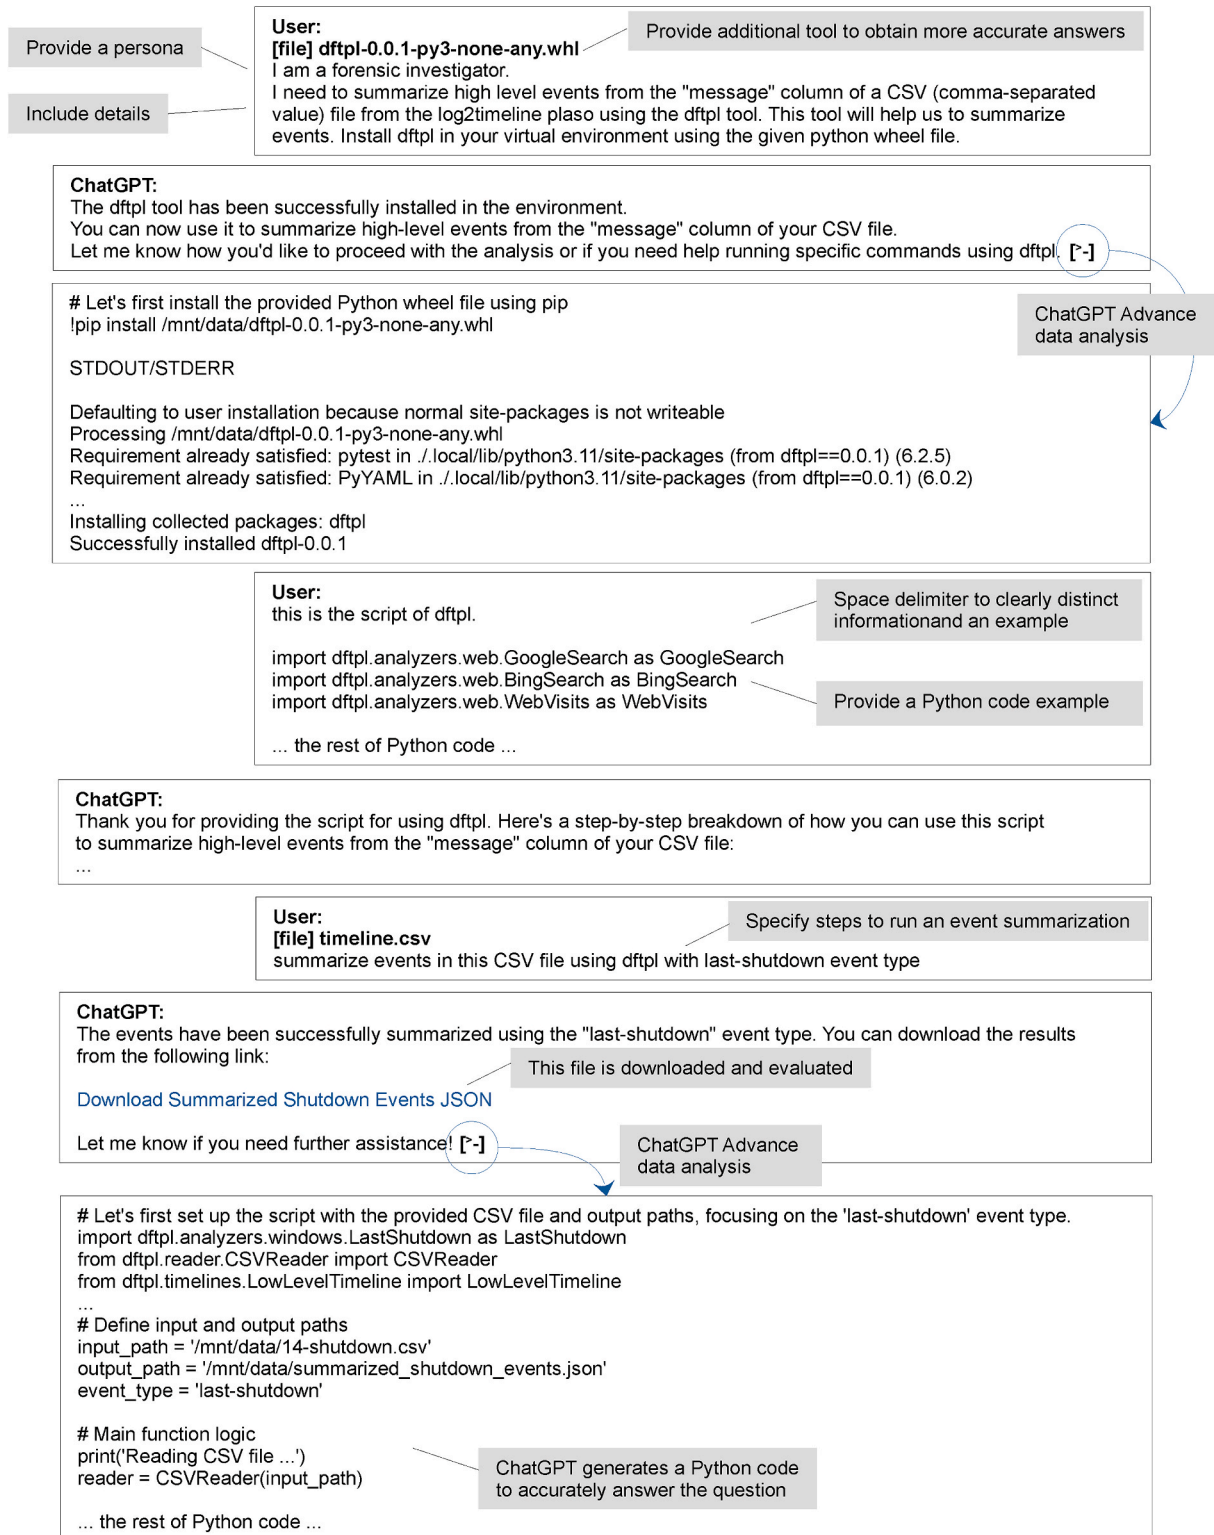 User:
[file] dftpl-0.0.1-py3-none-any.whl
Provide additional tool to obtain more accurate answers
Provide a persona
I am a forensic investigator.
I need to summarize high level events from the "message" column of a CSV (comma-separated
Include details
value) file from the log2timeline plaso using the dftpl tool. This tool will help us to summarize
events. Install dftpl in your virtual environment using the given python wheel file.
ChatGPT:
The dftpl tool has been successfully installed in the environment.
You can now use it to summarize high-level events from the "message" column of your CSV file.
Let me know how you'd like to proceed with the analysis or if you need help running specific commands using dftpl. [>-]
ChatGPT Advance
data analysis
# Let's first install the provided Python wheel file using pip
!pip install /mnt/data/dftpl-0.0.1-py3-none-any.whl
STDOUT/STDERR
Defaulting to user installation because normal site-packages is not writeable
Processing /mnt/data/dftpl-0.0.1-py3-none-any.whl
Requirement already satisfied: pytest in ./.local/lib/python3.11/site-packages (from dftpl==0.0.1) (6.2.5)
Requirement already satisfied: PyYAML in ./.local/lib/python3.11/site-packages (from dftpl==0.0.1) (6.0.2)
...
Installing collected packages: dftpl
Successfully installed dftpl-0.0.1
User:
this is the script of dftpl.
Space delimiter to clearly distinct
informationand an example
import dftpl.analyzers.web.GoogleSearch as GoogleSearch
import dftpl.analyzers.web.BingSearch as BingSearch
import dftpl.analyzers.web.WebVisits as WebVisits
Provide a Python code example
... the rest of Python code ...
ChatGPT:
Thank you for providing the script for using dftpl. Here's a step-by-step breakdown of how you can use this script
to summarize high-level events from the "message" column of your CSV file:
...
User:
[file] timeline.csv
Specify steps to run an event summarization
summarize events in this CSV file using dftpl with last-shutdown event type
ChatGPT:
The events have been successfully summarized using the "last-shutdown" event type. You can download the results
from the following link:
This file is downloaded and evaluated
Download Summarized Shutdown Events JSON
Let me know if you need further assistance! [>-]
ChatGPT Advance
data analysis
# Let's first set up the script with the provided CSV file and output paths, focusing on the 'last-shutdown' event type.
import dftpl.analyzers.windows.LastShutdown as LastShutdown
from dftpl.reader.CSVReader import CSVReader
from dftpl.timelines.LowLevelTimeline import LowLevelTimeline
...
# Define input and output paths
input_path = '/mnt/data/14-shutdown.csv'
output_path = '/mnt/data/summarized_shutdown_events.json'
event_type = 'last-shutdown'
# Main function logic
print('Reading CSV file ...')
reader = CSVReader(input_path)
ChatGPT generates a Python code
to accurately answer the question
... the rest of Python code ...